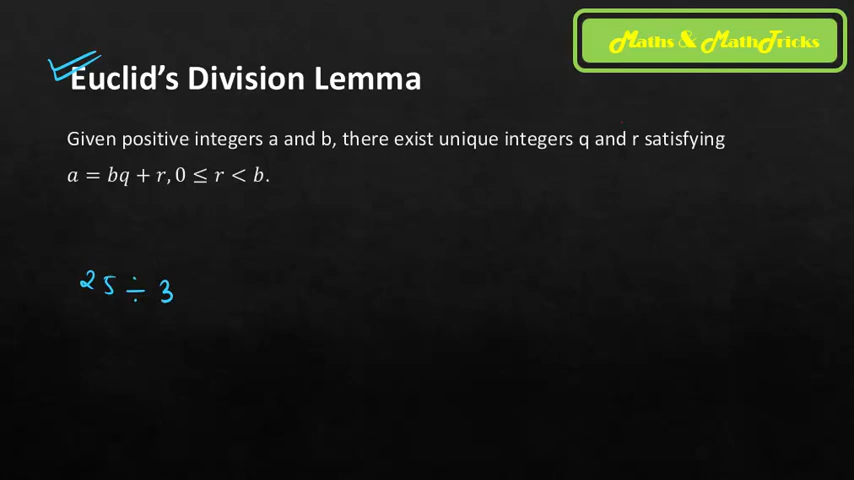 Maths & MathTricks
Euclid's Division Lemma
Given positive integers a and b, there exist unique integers q and r satisfying
a = bq + r, 0 ≤ r < b.
25 ÷ 3